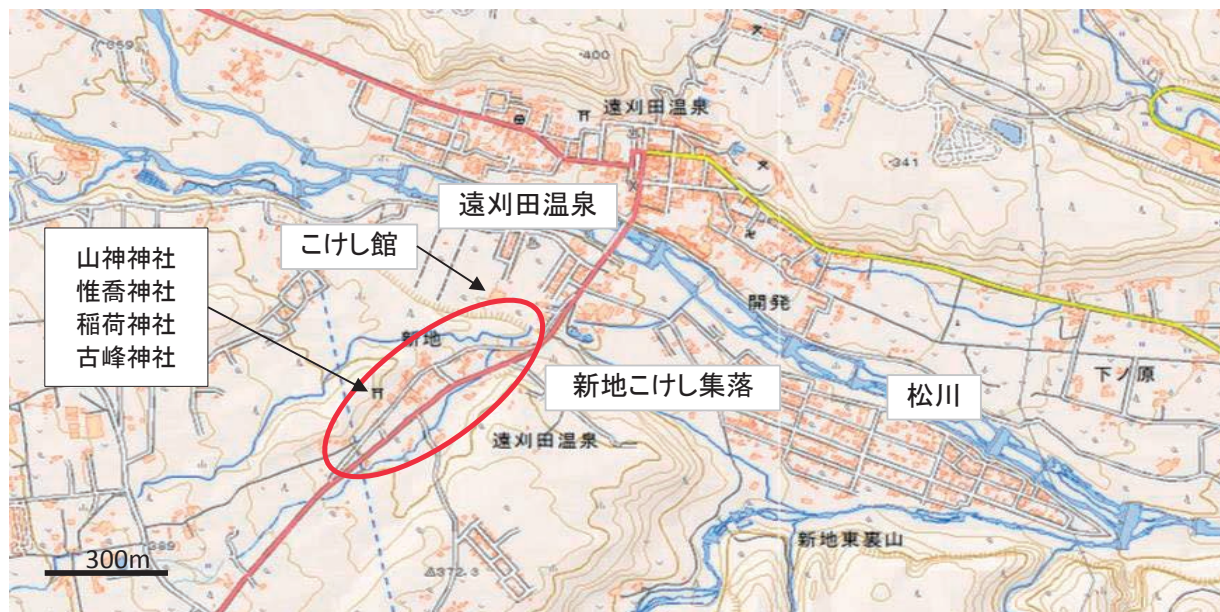 ・369
・400
遠刈田温泉
・341
遠刈田温泉
こけし館
山神神社
惟喬神社
稲荷神社
古峰神社
開発
新地
下ノ原
新地こけし集落
松川
遠刈田温泉
新地東裏山
300m
369
△372.3